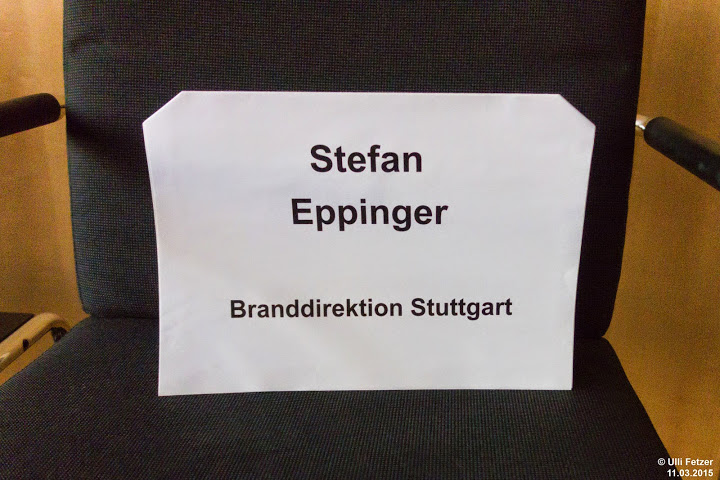 Stefan
Eppinger
Branddirektion Stuttgart
© Ulli Fetzer
11.03.2015